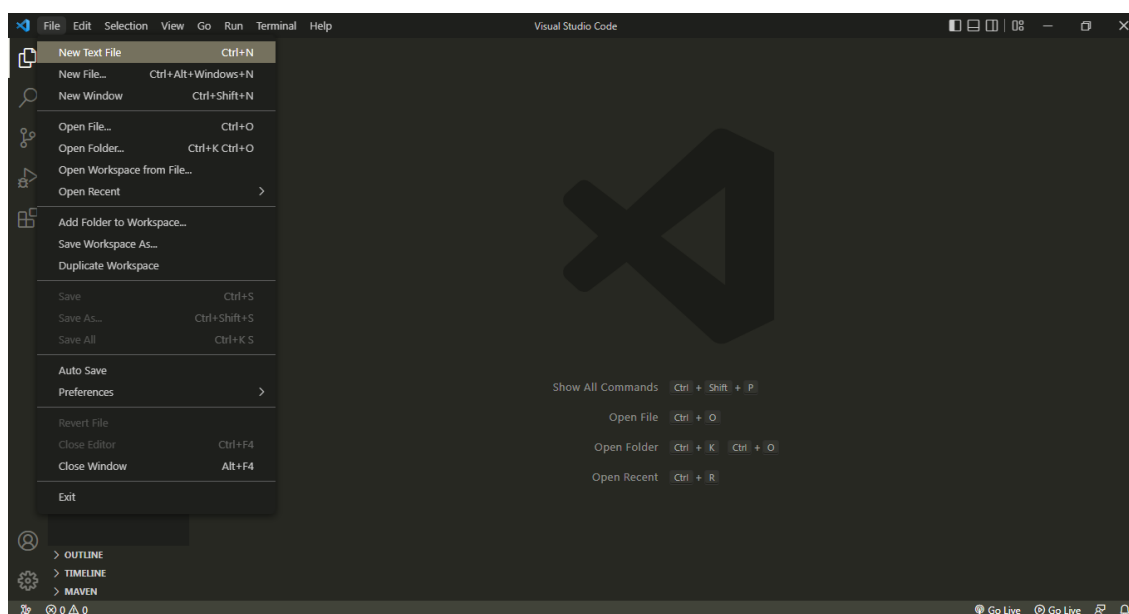 File Edit Selection View Go Run Terminal Help Visual Studio Code
New Text File Ctrl+N
New File... Ctrl+Alt+Windows+N
New Window Ctrl+Shift+N
Open File... Ctrl+O
Open Folder... Ctrl+K Ctrl+O
Open Workspace from File...
Open Recent
Add Folder to Workspace...
Save Workspace As...
Duplicate Workspace
Save Ctrl+S
Save As... Ctrl+Shift+S
Save All Ctrl+K S
Auto Save
Preferences
Revert File
Close Editor Ctrl+F4
Close Window Alt+F4
Exit
Show All Commands Ctrl + Shift + P
Open File Ctrl + O
Open Folder Ctrl + K Ctrl + O
Open Recent Ctrl + R
OUTLINE
TIMELINE
MAVEN
0 0 Go Live Go Live